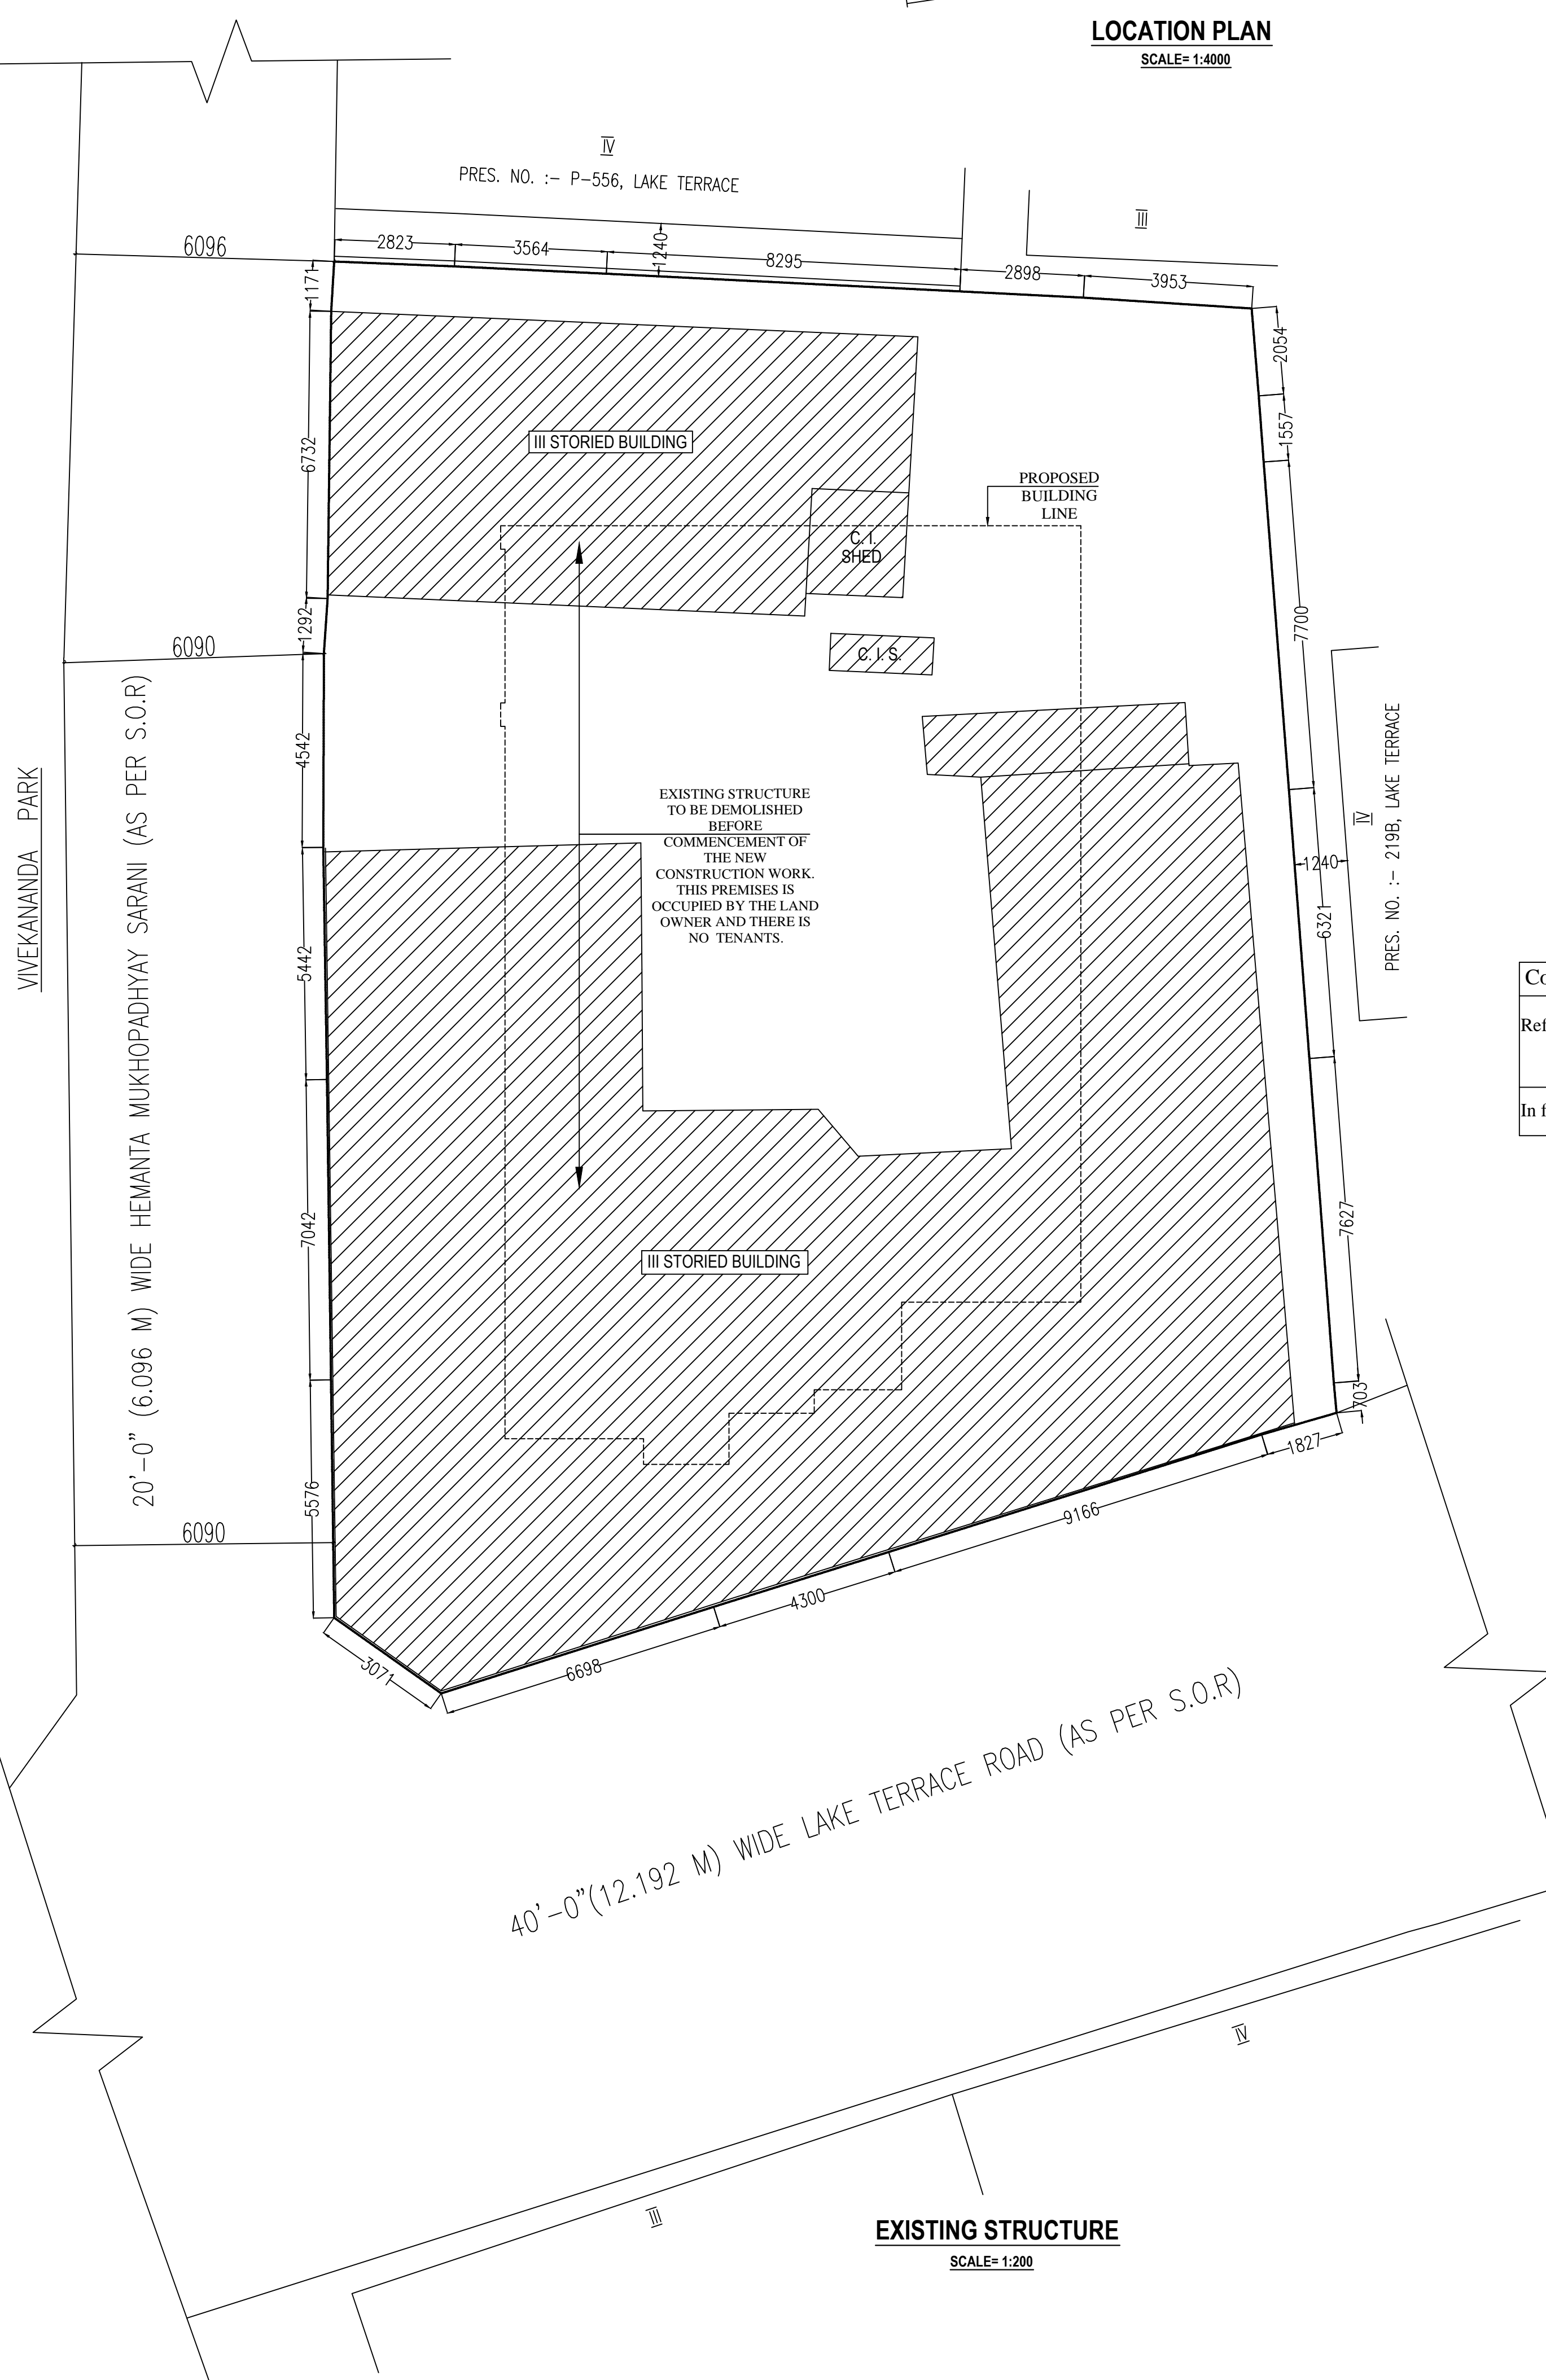 LOCATION PLAN
SCALE= 1:4000
IV
PRES. NO. :- P-556, LAKE TERRACE
III
6096
2823
3564
1240
8295
2898
3953
1171
2054
1557
6732
III STORIED BUILDING
PROPOSED
BUILDING
LINE
C. I.
SHED
7700
1292
6090
C. I. S.
4542
VIVEKANANDA PARK
20'-0" (6.096 M) WIDE HEMANTA MUKHOPADHYAY SARANI (AS PER S.O.R)
EXISTING STRUCTURE
TO BE DEMOLISHED
BEFORE
COMMENCEMENT OF
THE NEW
CONSTRUCTION WORK.
THIS PREMISES IS
OCCUPIED BY THE LAND
OWNER AND THERE IS
NO TENANTS.
IV
PRES. NO. :- 219B, LAKE TERRACE
1240
6321
5442
Co
Ref
In f
7042
III STORIED BUILDING
7627
703
1827
5576
9166
6090
4300
6698
3071
40'-0"(12.192 M) WIDE LAKE TERRACE ROAD (AS PER S.O.R)
IV
III
EXISTING STRUCTURE
SCALE= 1:200